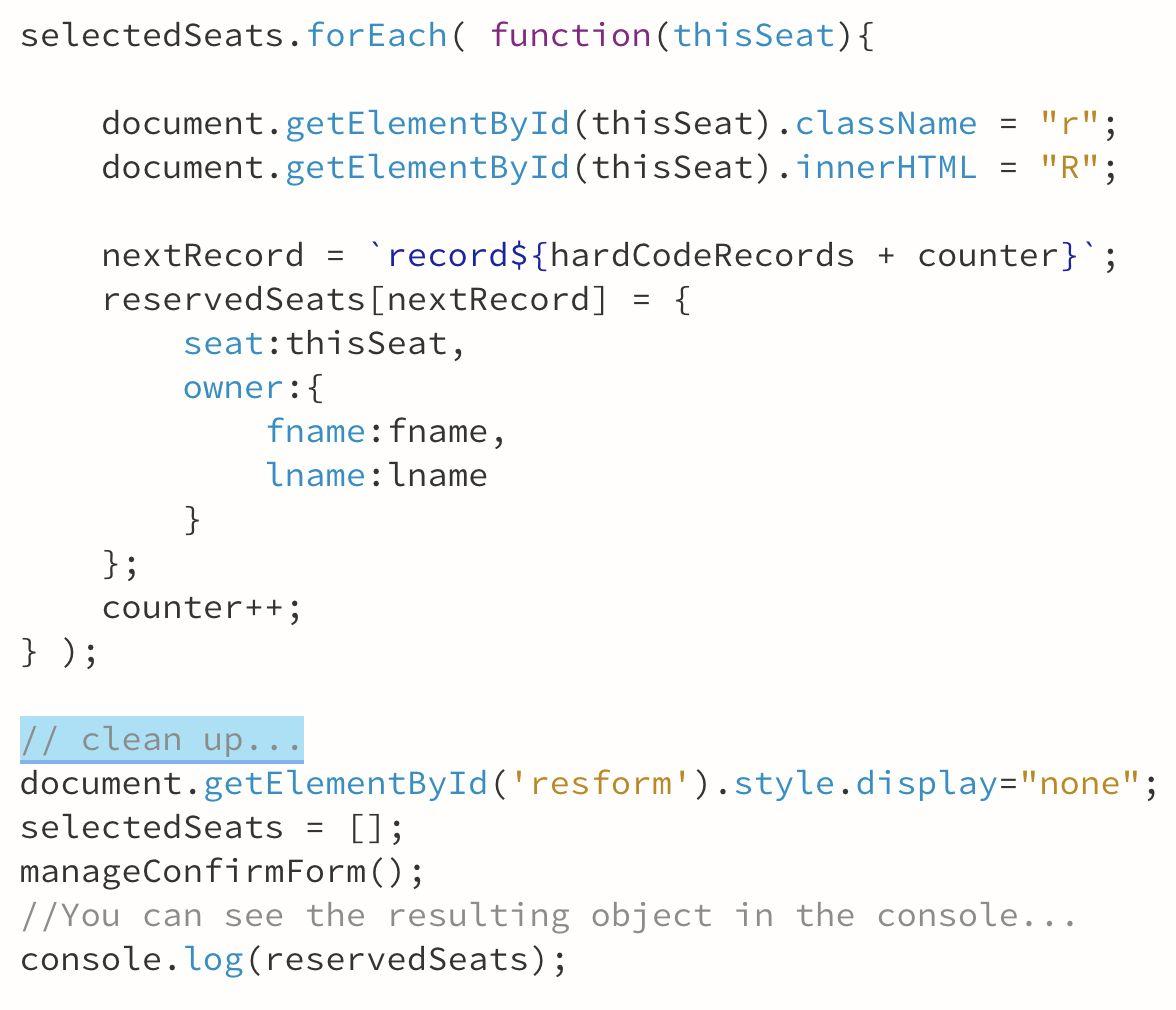 selectedSeats.forEach( function(thisSeat){
document.getElementById(thisSeat).className = "r";
document.getElementById(thisSeat).innerHTML = "R";
nextRecord = `record${hardCodeRecords + counter}`;
reservedSeats[nextRecord] = {
seat:thisSeat,
owner:{
fname:fname,
lname:lname
}
};
counter++;
} );
// clean up...
document.getElementById('resform').style.display="none";
selectedSeats = [];
manageConfirmForm();
//You can see the resulting object in the console...
console.log(reservedSeats);